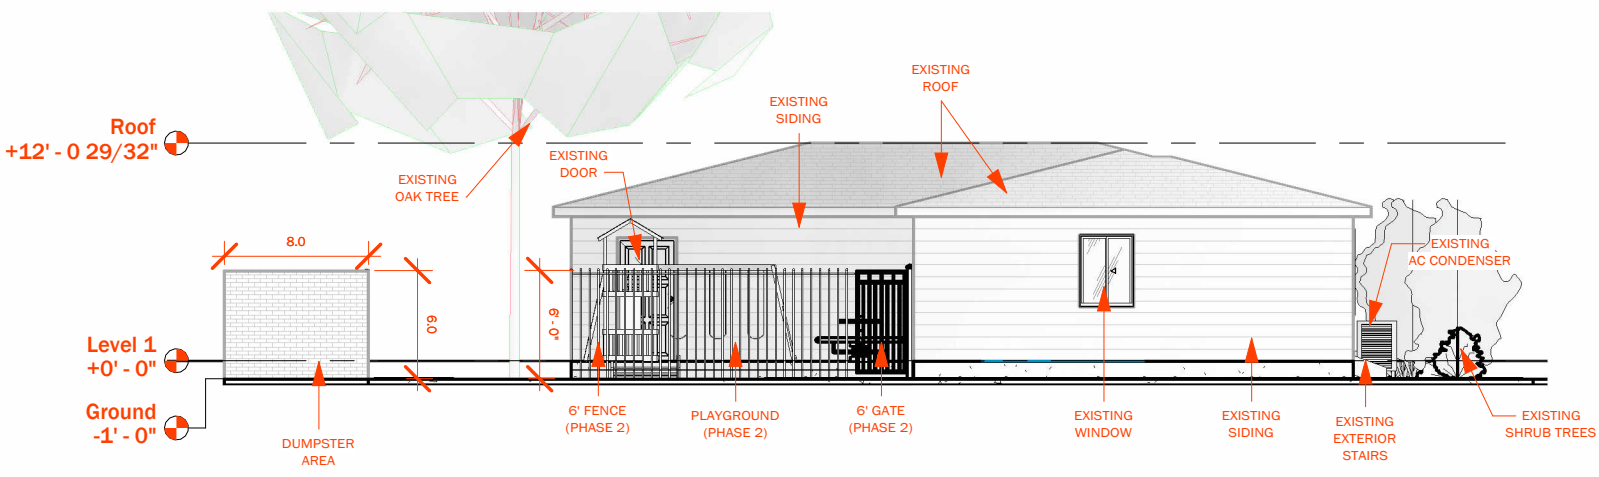 EXISTING
ROOF
EXISTING
SIDING
Roof
+12' - 0 29/32"
EXISTING
DOOR
EXISTING
OAK TREE
8.0
EXISTING
AC CONDENSER
6.0
6' - 0"
Level 1
+0' - 0"
Ground
-1' - 0"
DUMPSTER
AREA
6' FENCE
(PHASE 2)
PLAYGROUND
(PHASE 2)
6' GATE
(PHASE 2)
EXISTING
WINDOW
EXISTING
SIDING
EXISTING
EXTERIOR
STAIRS
EXISTING
SHRUB TREES